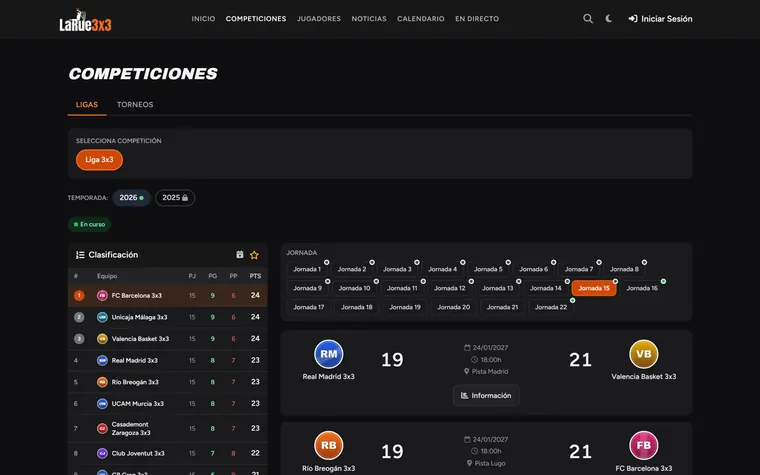 LaRue3x3
INICIO COMPETICIONES JUGADORES NOTICIAS CALENDARIO EN DIRECTO
Iniciar Sesión
COMPETICIONES
LIGAS TORNEOS
SELECCIONA COMPETICIÓN
Liga 3x3
TEMPORADA: 2026 2025
En curso
Clasificación
# Equipo PJ PG PP PTS
1 FB FC Barcelona 3x3 15 9 6 24
2 UM Unicaja Málaga 3x3 15 9 6 24
3 VB Valencia Basket 3x3 15 9 6 24
4 RM Real Madrid 3x3 15 8 7 23
5 RB Río Breogán 3x3 15 8 7 23
6 UM UCAM Murcia 3x3 15 8 7 23
7 CZ Casademont Zaragoza 3x3 15 8 7 23
8 CJ Club Joventut 3x3 15 7 8 22
JORNADA
Jornada 1 Jornada 2 Jornada 3 Jornada 4 Jornada 5 Jornada 6 Jornada 7 Jornada 8
Jornada 9 Jornada 10 Jornada 11 Jornada 12 Jornada 13 Jornada 14 Jornada 15 Jornada 16
Jornada 17 Jornada 18 Jornada 19 Jornada 20 Jornada 21 Jornada 22
RM
Real Madrid 3x3
19
24/01/2027
18:00h
Pista Madrid
Información
21
VB
Valencia Basket 3x3
RB
Río Breogán 3x3
19
24/01/2027
18:00h
Pista Lugo
21
FB
FC Barcelona 3x3